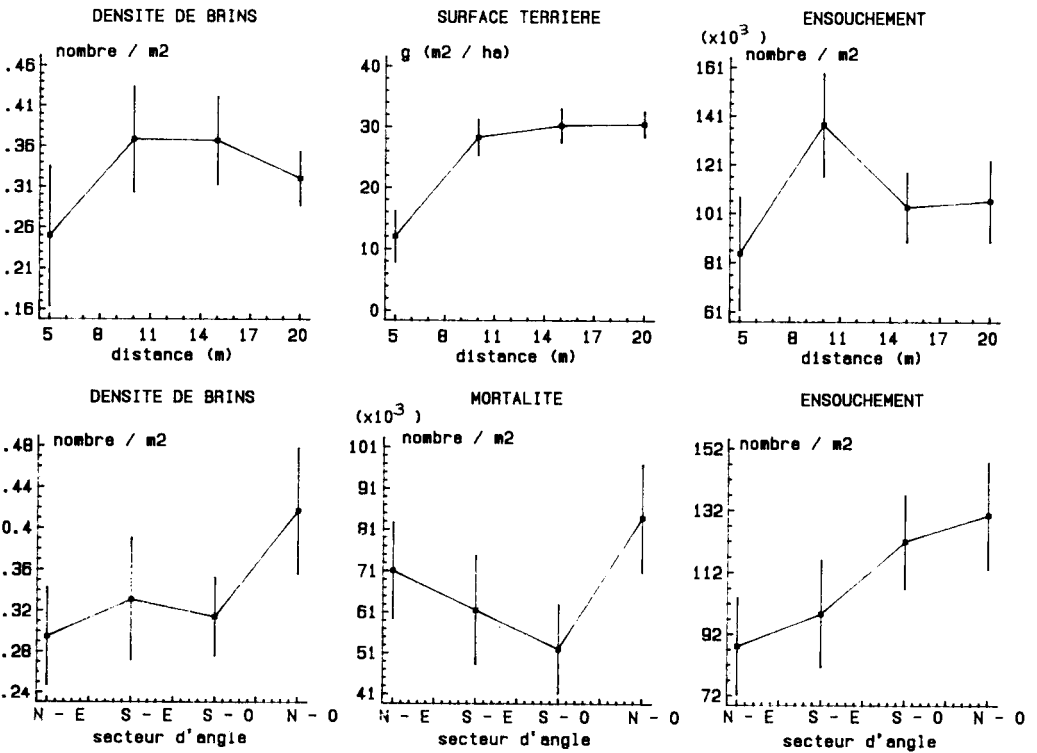 DENSITE DE BRINS
nombre / m2
.46
.41
.36
.31
.26
.21
.16
5 8 11 14 17 20
distance (m)
SURFACE TERRIERE
g (m2 / ha)
40
30
20
10
0
5 8 11 14 17 20
distance (m)
ENSOUCHEMENT
(x10³ )
nombre / m2
161
141
121
101
81
61
5 8 11 14 17 20
distance (m)
DENSITE DE BRINS
nombre / m2
.48
.44
0.4
.36
.32
.28
.24
N - E S - E S - O N - O
secteur d'angle
MORTALITE
(x10³ )
nombre / m2
101
91
81
71
61
51
41
N - E S - E S - O N - O
secteur d'angle
ENSOUCHEMENT
nombre / m2
152
132
112
92
72
N - E S - E S - O N - O
secteur d'angle